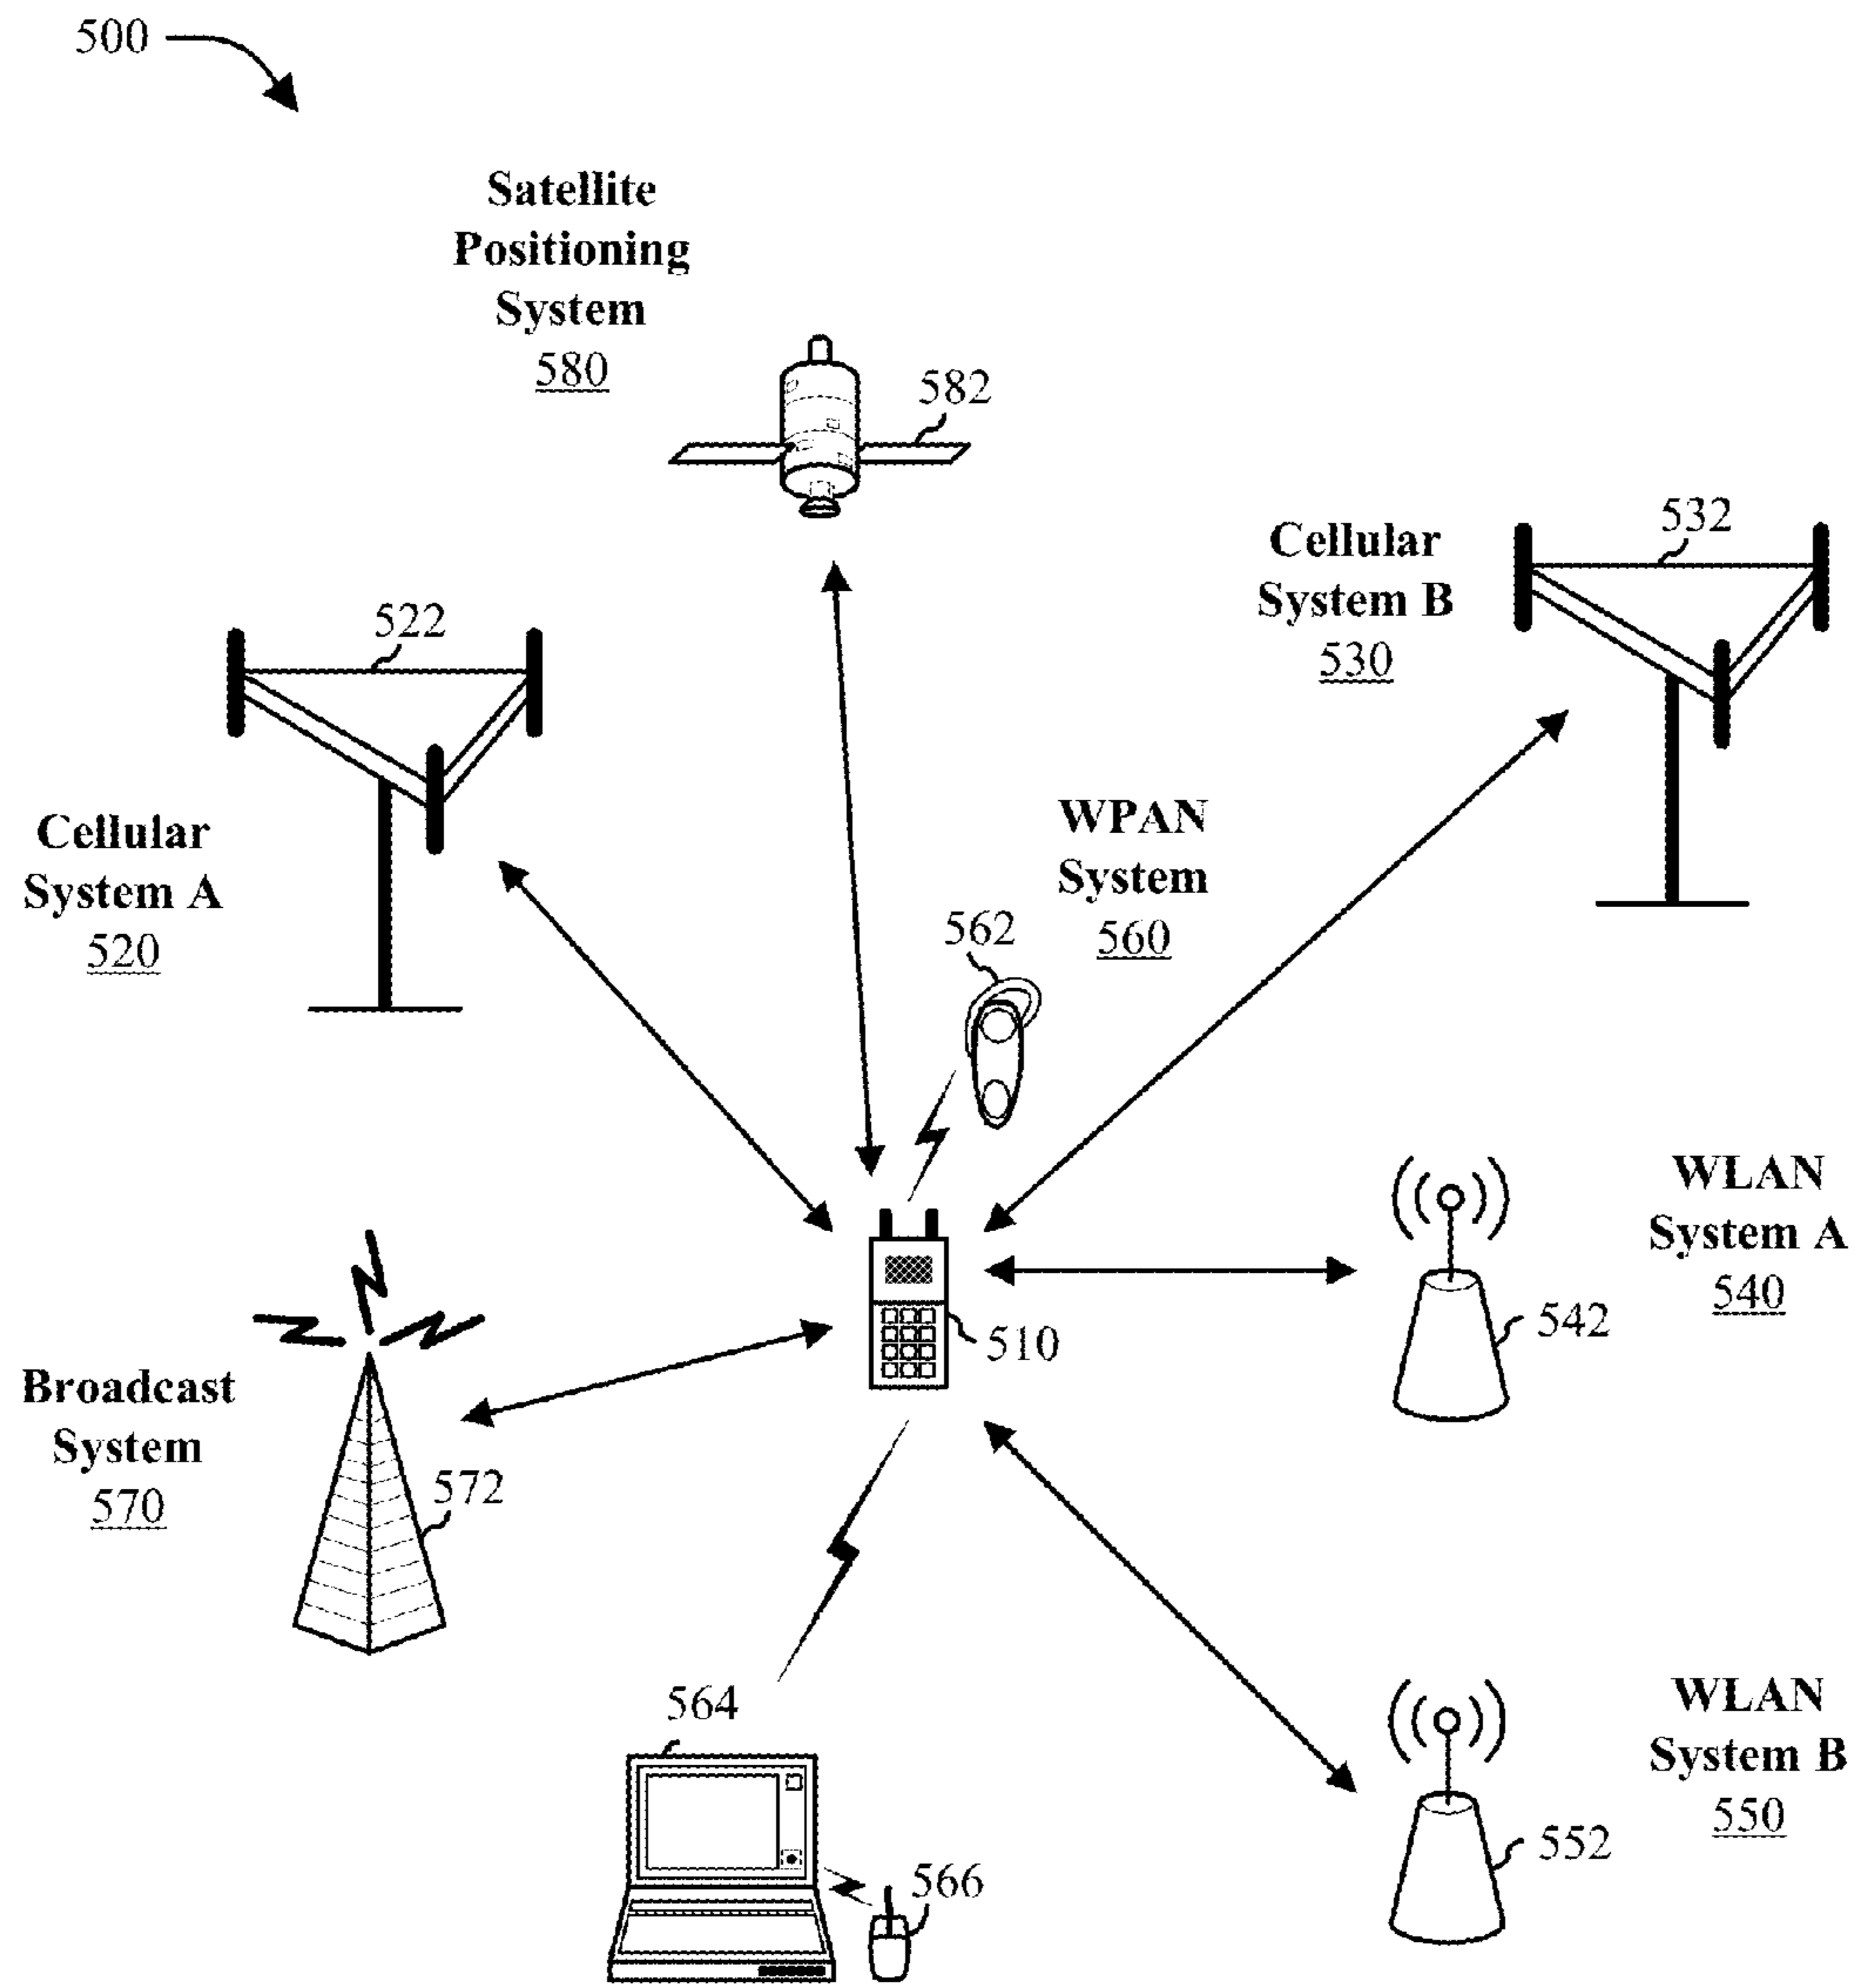 500
Satellite
Positioning
System
580
582
Cellular
System B
530
532
522
Cellular
System A
520
WPAN
System
560
562
WLAN
System A
540
542
510
Broadcast
System
570
572
564
566
WLAN
System B
550
552